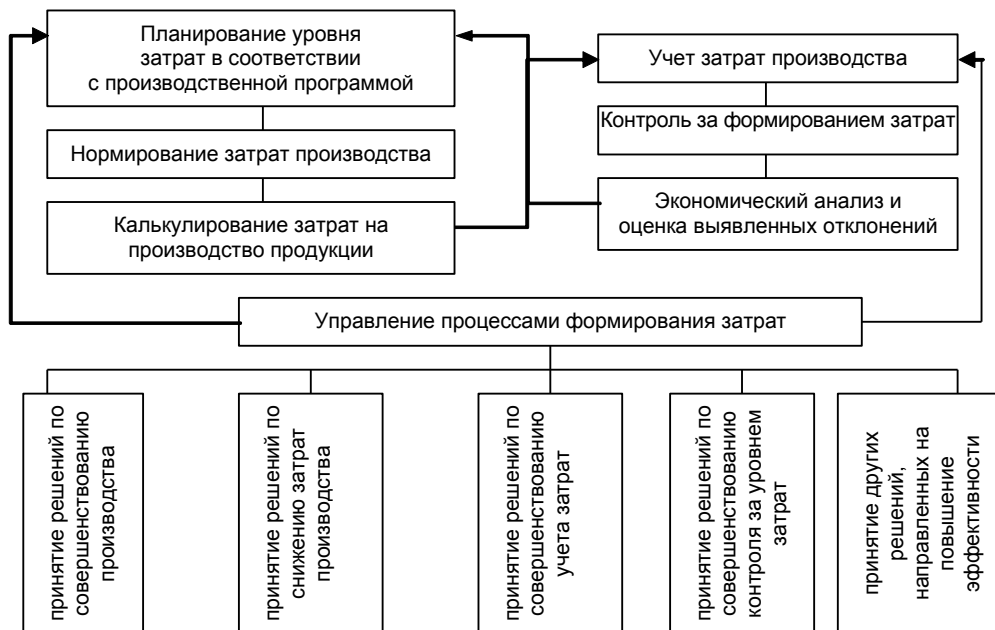 Планирование уровня
затрат в соответствии
с производственной программой
Нормирование затрат производства
Калькулирование затрат на
производство продукции
Учет затрат производства
Контроль за формированием затрат
Экономический анализ и
оценка выявленных отклонений
Управление процессами формирования затрат
принятие решений по
совершенствованию
производства
принятие решений по
снижению затрат
производства
принятие решений по
совершенствованию
учета затрат
принятие решений по
совершенствованию
контроля за уровнем
затрат
принятие других
решений,
направленных на
повышение
эффективности